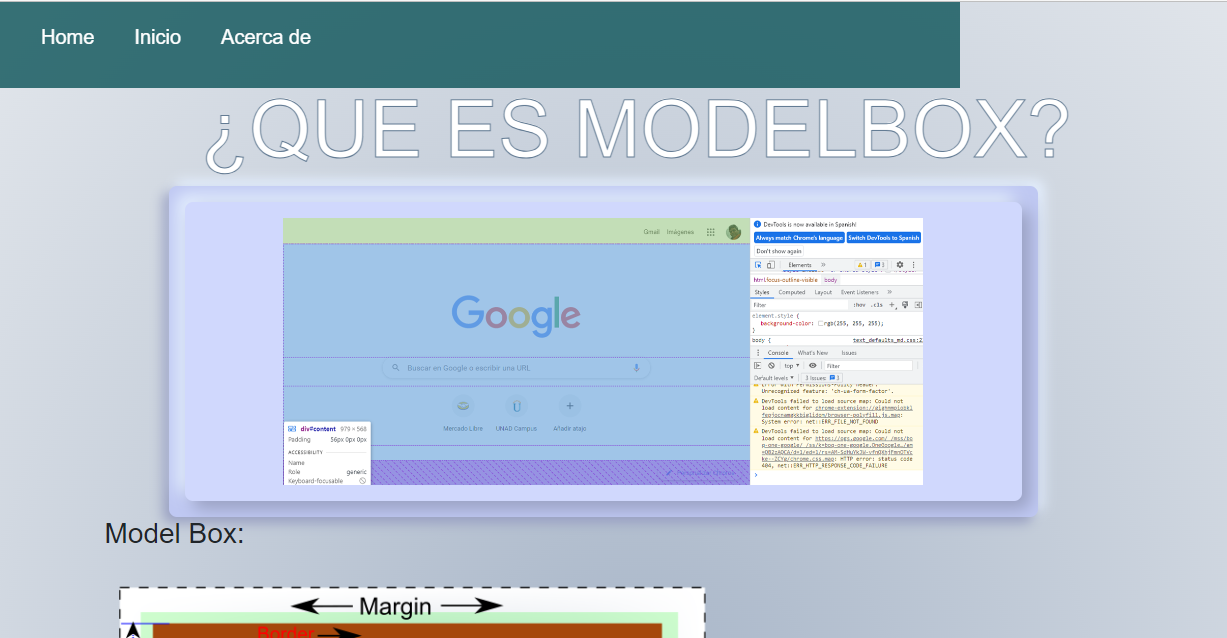 Home Inicio Acerca de
¿QUE ES MODELBOX?
Gmail Imágenes
Google
Buscar en Google o escribir una URL
Mercado Libre UNAD Campus Añadir atajo
div#content 979 × 568
Padding 56px 0px 0px
ACCESSIBILITY
Name
Role generic
Keyboard-focusable
DevTools is now available in Spanish!
Always match Chrome's language Switch DevTools to Spanish
Don't show again
Elements » 1 3
html.focus-outline-visible body
Styles Computed Layout Event Listeners »
Filter :hov .cls +
element.style {
background-color: rgb(255, 255, 255);
}
body { text_defaults_md.css:2
Console What's New Issues
top Filter
Default levels 3 Issues: 3
Error with Permissions-Policy header:
Unrecognized feature: 'ch-ua-form-factor'.
DevTools failed to load source map: Could not
load content for chrome-extension://
System error: net::ERR_FILE_NOT_FOUND
DevTools failed to load source map: Could not
load content for
HTTP error: status code
404, net::ERR_HTTP_RESPONSE_CODE_FAILURE
Model Box:
Margin
Border